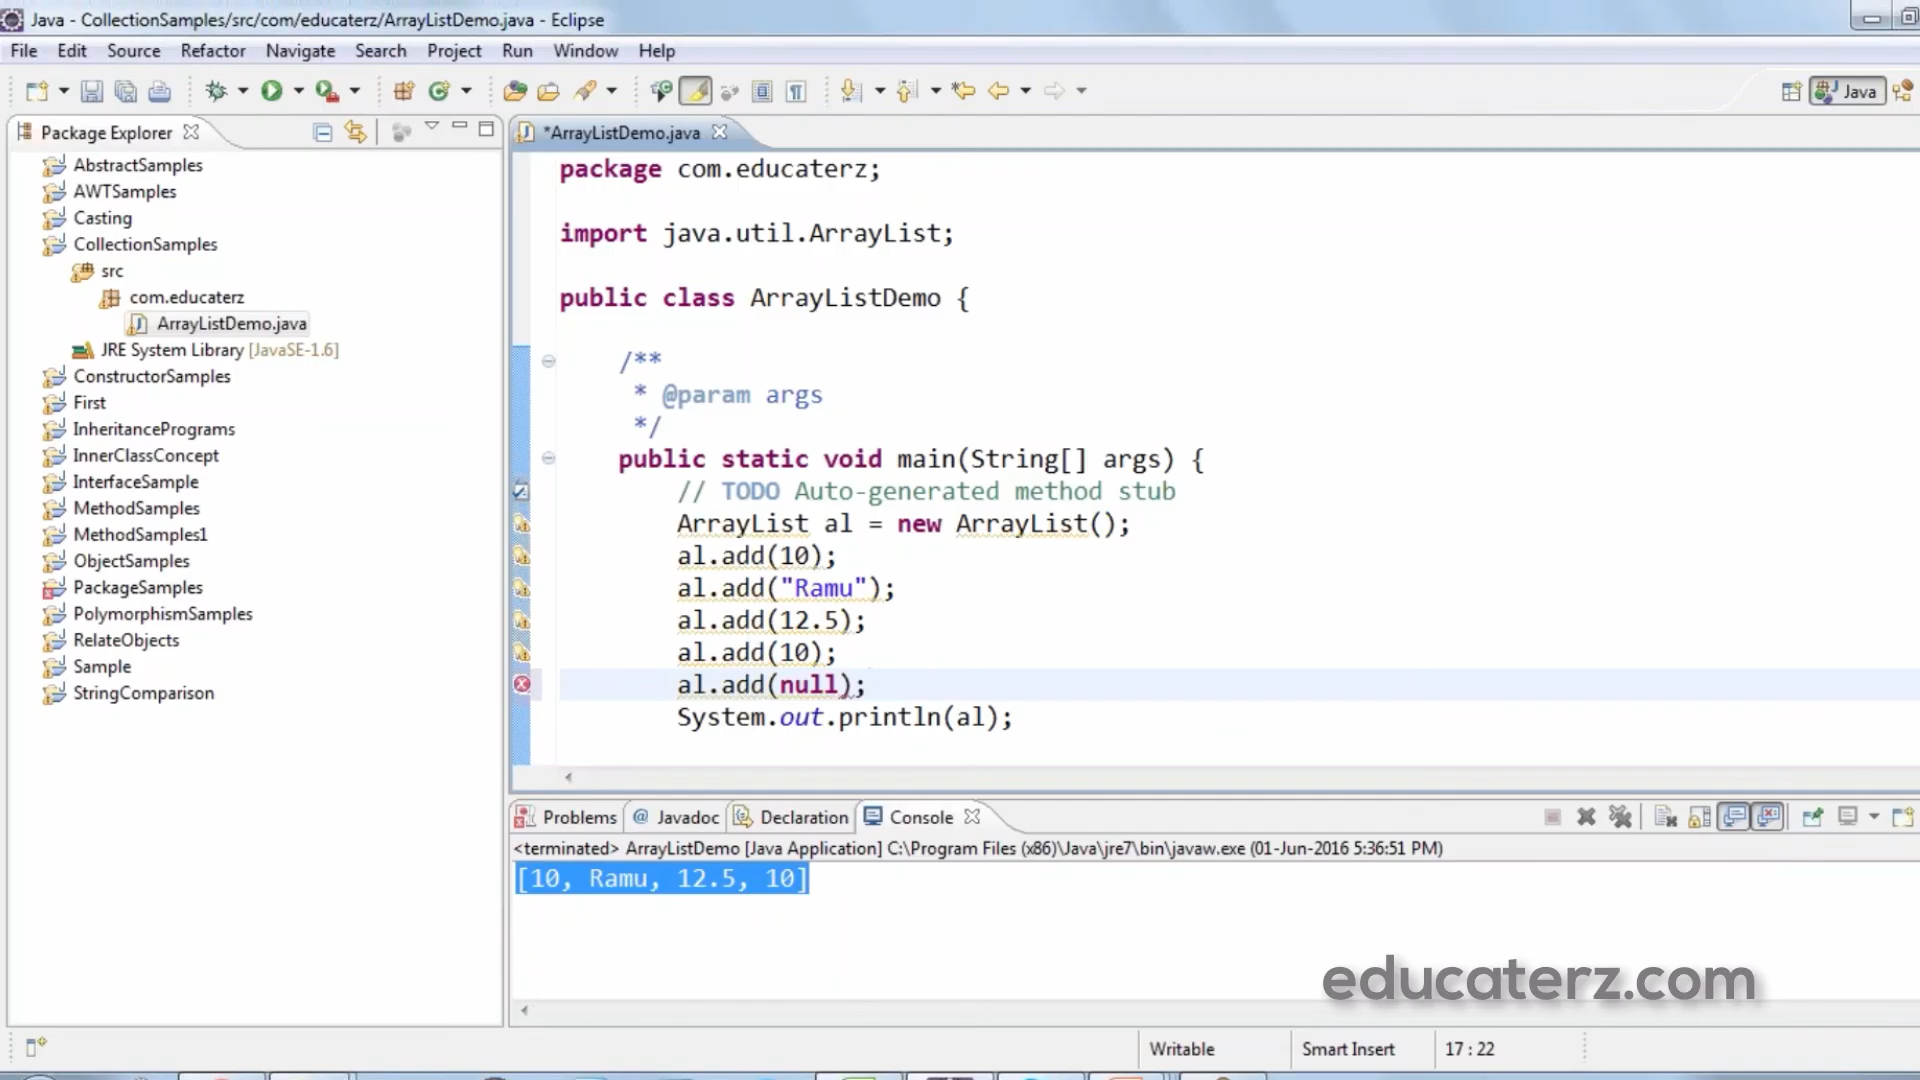 Java - CollectionSamples/src/com/educaterz/ArrayListDemo.java - Eclipse
File Edit Source Refactor Navigate Search Project Run Window Help
Java
Package Explorer
AbstractSamples
AWTSamples
Casting
CollectionSamples
src
com.educaterz
ArrayListDemo.java
JRE System Library [JavaSE-1.6]
ConstructorSamples
First
InheritancePrograms
InnerClassConcept
InterfaceSample
MethodSamples
MethodSamples1
ObjectSamples
PackageSamples
PolymorphismSamples
RelateObjects
Sample
StringComparison
*ArrayListDemo.java
package com.educaterz;
import java.util.ArrayList;
public class ArrayListDemo {
/**
* @param args
*/
public static void main(String[] args) {
// TODO Auto-generated method stub
ArrayList al = new ArrayList();
al.add(10);
al.add("Ramu");
al.add(12.5);
al.add(10);
al.add(null);
System.out.println(al);
Problems @ Javadoc Declaration Console
<terminated> ArrayListDemo [Java Application] C:\Program Files (x86)\Java\jre7\bin\javaw.exe (01-Jun-2016 5:36:51 PM)
[10, Ramu, 12.5, 10]
educaterz.com
Writable Smart Insert 17 : 22